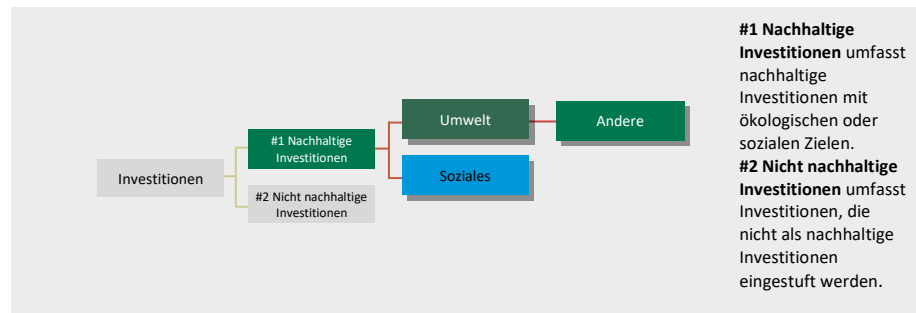 Investitionen
#1 Nachhaltige
Investitionen
#2 Nicht nachhaltige
Investitionen
Umwelt
Soziales
Andere
#1 Nachhaltige
Investitionen umfasst
nachhaltige
Investitionen mit
ökologischen oder
sozialen Zielen.
#2 Nicht nachhaltige
Investitionen umfasst
Investitionen, die
nicht als nachhaltige
Investitionen
eingestuft werden.